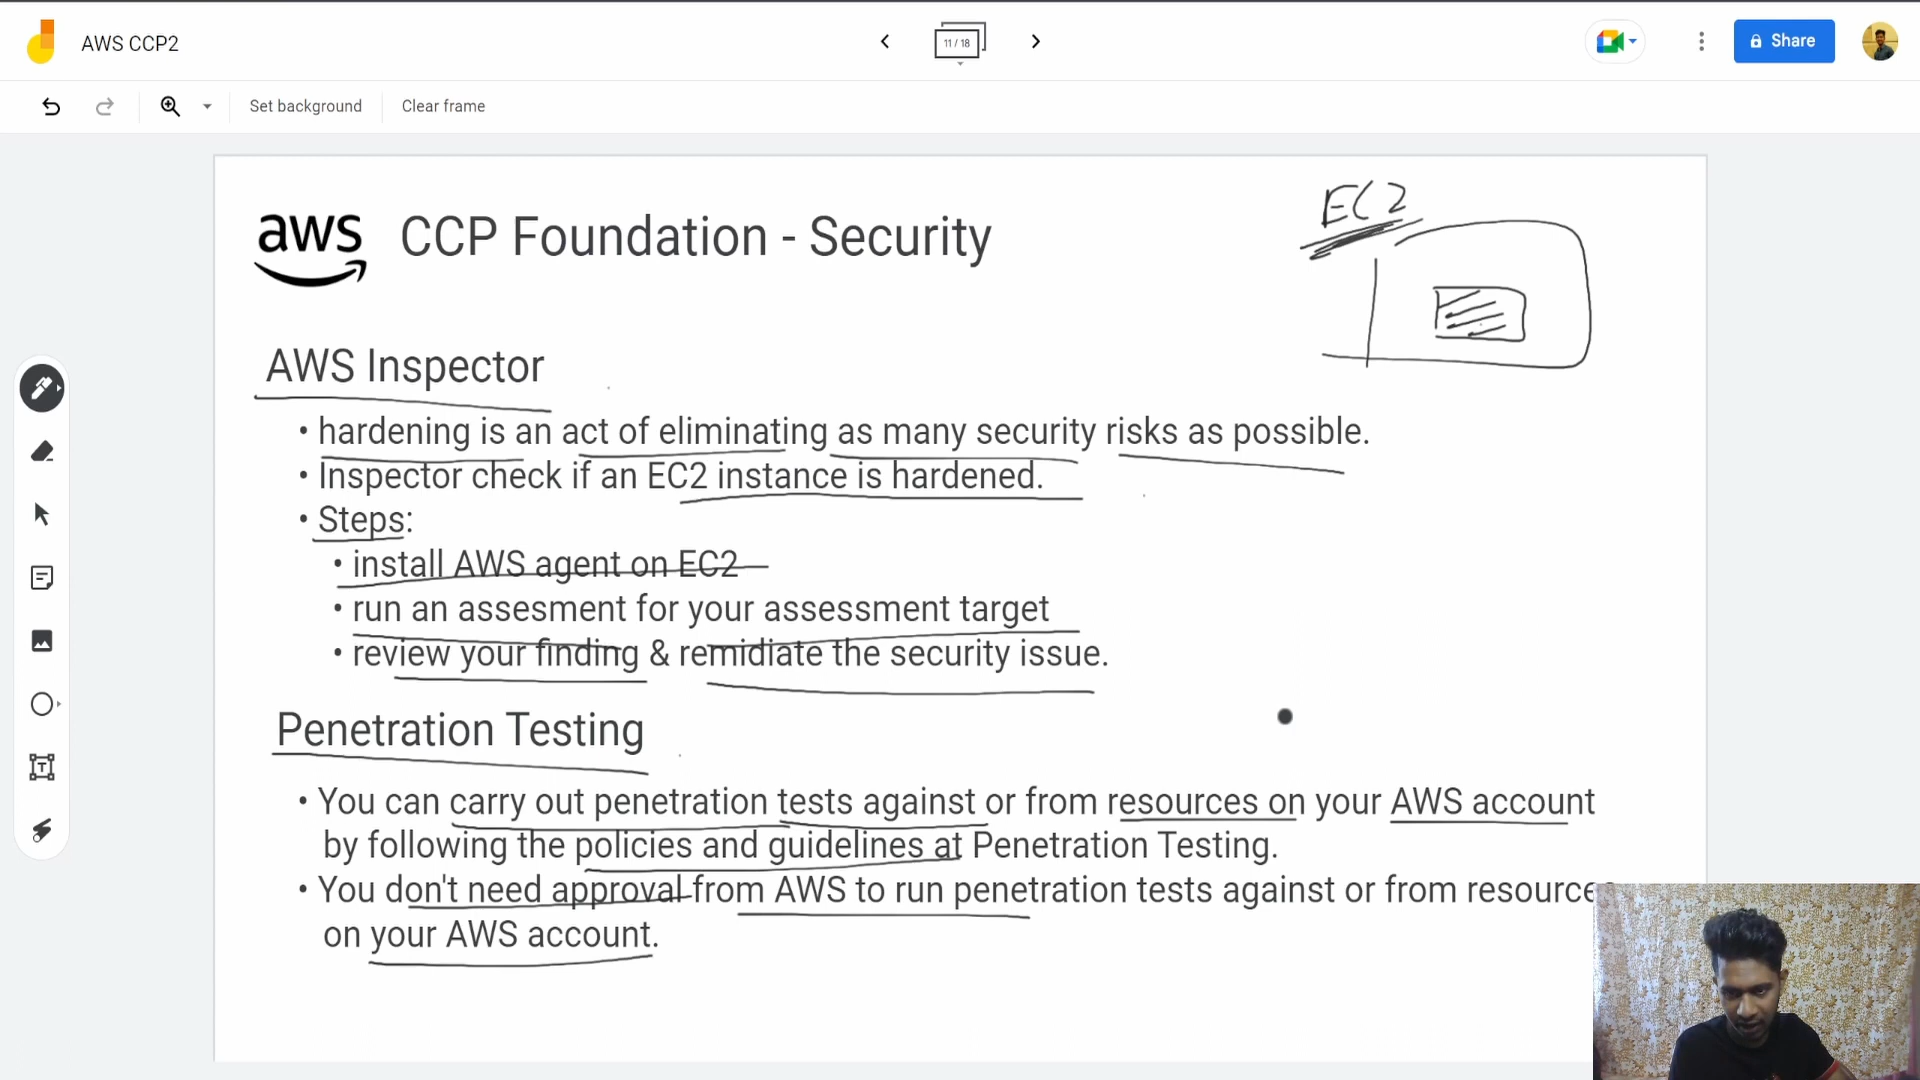 AWS CCP2
11 / 18
Share
Set background
Clear frame
EC2
aws
CCP Foundation - Security
AWS Inspector
• hardening is an act of eliminating as many security risks as possible.
• Inspector check if an EC2 instance is hardened.
• Steps:
• install AWS agent on EC2
• run an assesment for your assessment target
• review your finding & remidiate the security issue.
Penetration Testing
• You can carry out penetration tests against or from resources on your AWS account
by following the policies and guidelines at Penetration Testing.
• You don't need approval from AWS to run penetration tests against or from resource
on your AWS account.